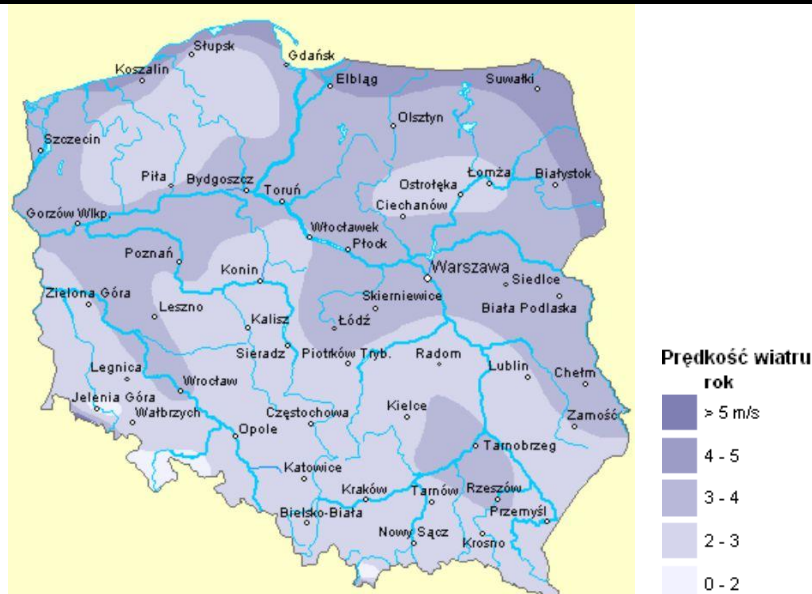 Słupsk
Gdańsk
Koszalin
Elbląg
Suwałki
Olsztyn
Szczecin
Piła
Bydgoszcz
Toruń
Ostrołęka
Łomża
Białystok
Ciechanów
Gorzów Wlkp.
Włocławek
Płock
Poznań
Konin
Warszawa
Siedlce
Zielona Góra
Leszno
Kalisz
Skierniewice
Łódź
Biała Podlaska
Sieradz
Piotrków Tryb.
Radom
Lublin
Chełm
Legnica
Wrocław
Jelenia Góra
Wałbrzych
Częstochowa
Kielce
Zamość
Opole
Tarnobrzeg
Katowice
Kraków
Tarnów
Rzeszów
Bielsko-Biała
Przemyśl
Nowy Sącz
Krosno
Prędkość wiatru
rok
> 5 m/s
4 - 5
3 - 4
2 - 3
0 - 2